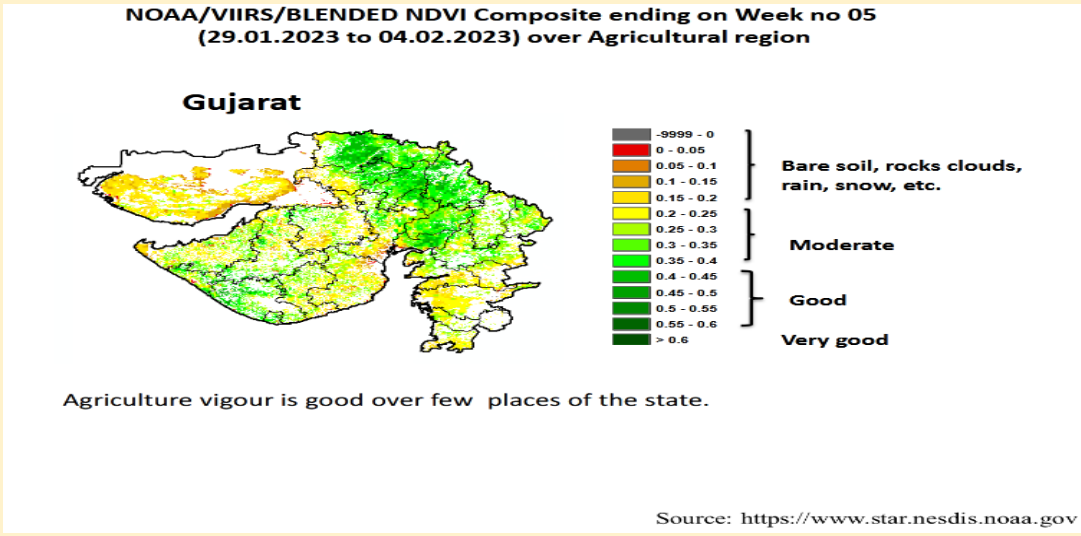 NOAA/VIIRS/BLENDED NDVI Composite ending on Week no 05
(29.01.2023 to 04.02.2023) over Agricultural region
Gujarat
-9999 - 0
0 - 0.05
0.05 - 0.1
0.1 - 0.15
0.15 - 0.2
0.2 - 0.25
0.25 - 0.3
0.3 - 0.35
0.35 - 0.4
0.4 - 0.45
0.45 - 0.5
0.5 - 0.55
0.55 - 0.6
> 0.6
Bare soil, rocks clouds,
rain, snow, etc.
Moderate
Good
Very good
Agriculture vigour is good over few places of the state.
Source: https://www.star.nesdis.noaa.gov